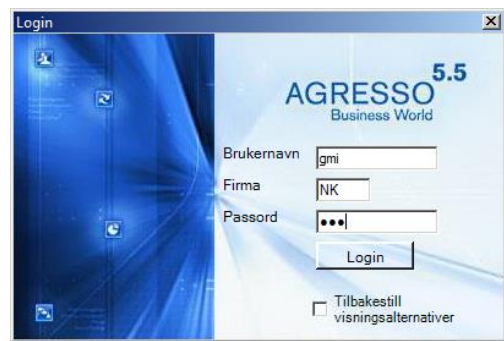 Login
5.5
AGRESSO
Business World
Brukernavn gmi
Firma NK
Passord •••
Login
Tilbakestill
visningsalternativer